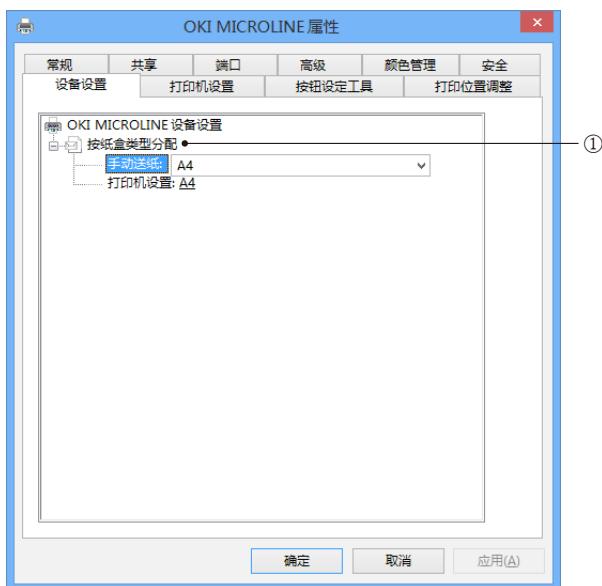 OKI MICROLINE 属性
常规 共享 端口 高级 颜色管理 安全
设备设置 打印机设置 按钮设定工具 打印位置调整
OKI MICROLINE 设备设置
按纸盒类型分配 ①
手动送纸: A4
打印机设置: A4
确定 取消 应用(A)